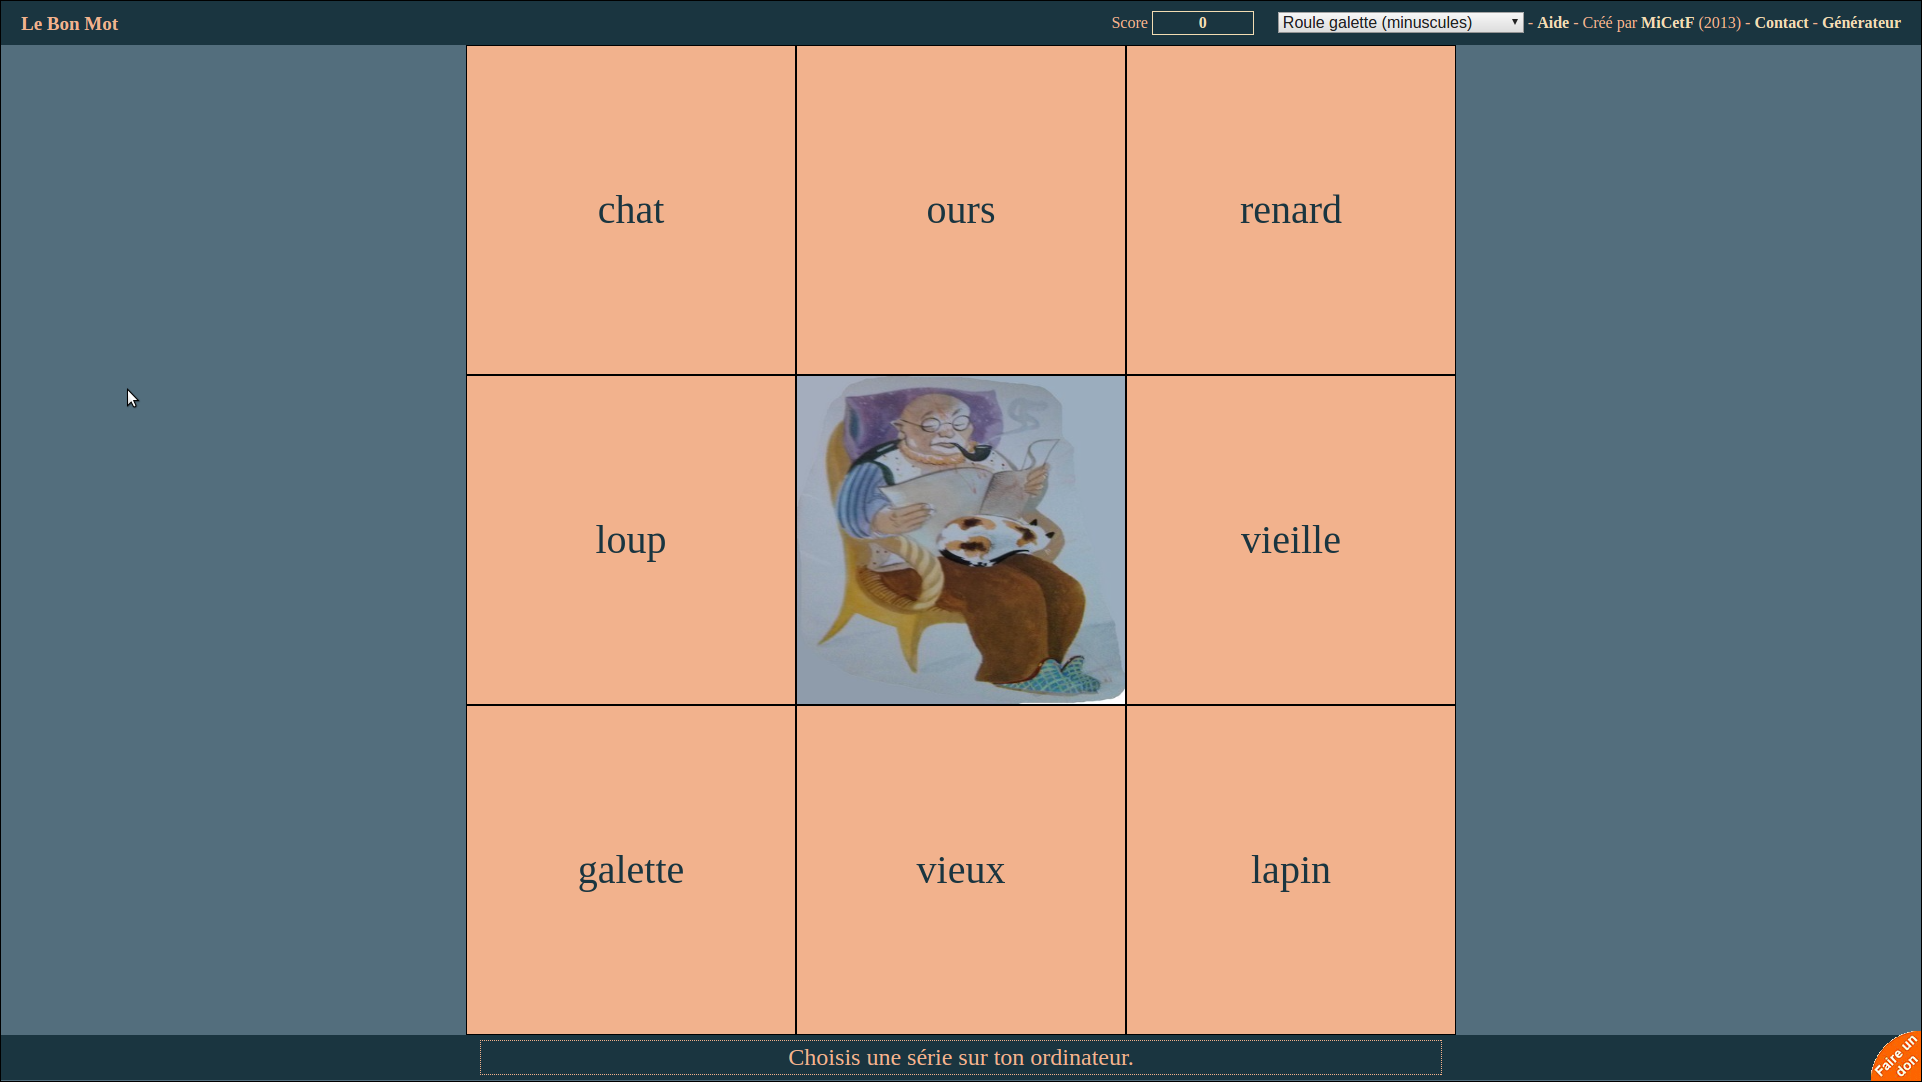 Le Bon Mot
Score 0 Roule galette (minuscules) - Aide - Créé par MiCetF (2013) - Contact - Générateur
chat ours renard
loup vieille
galette vieux lapin
Choisis une série sur ton ordinateur.
Faire un
don